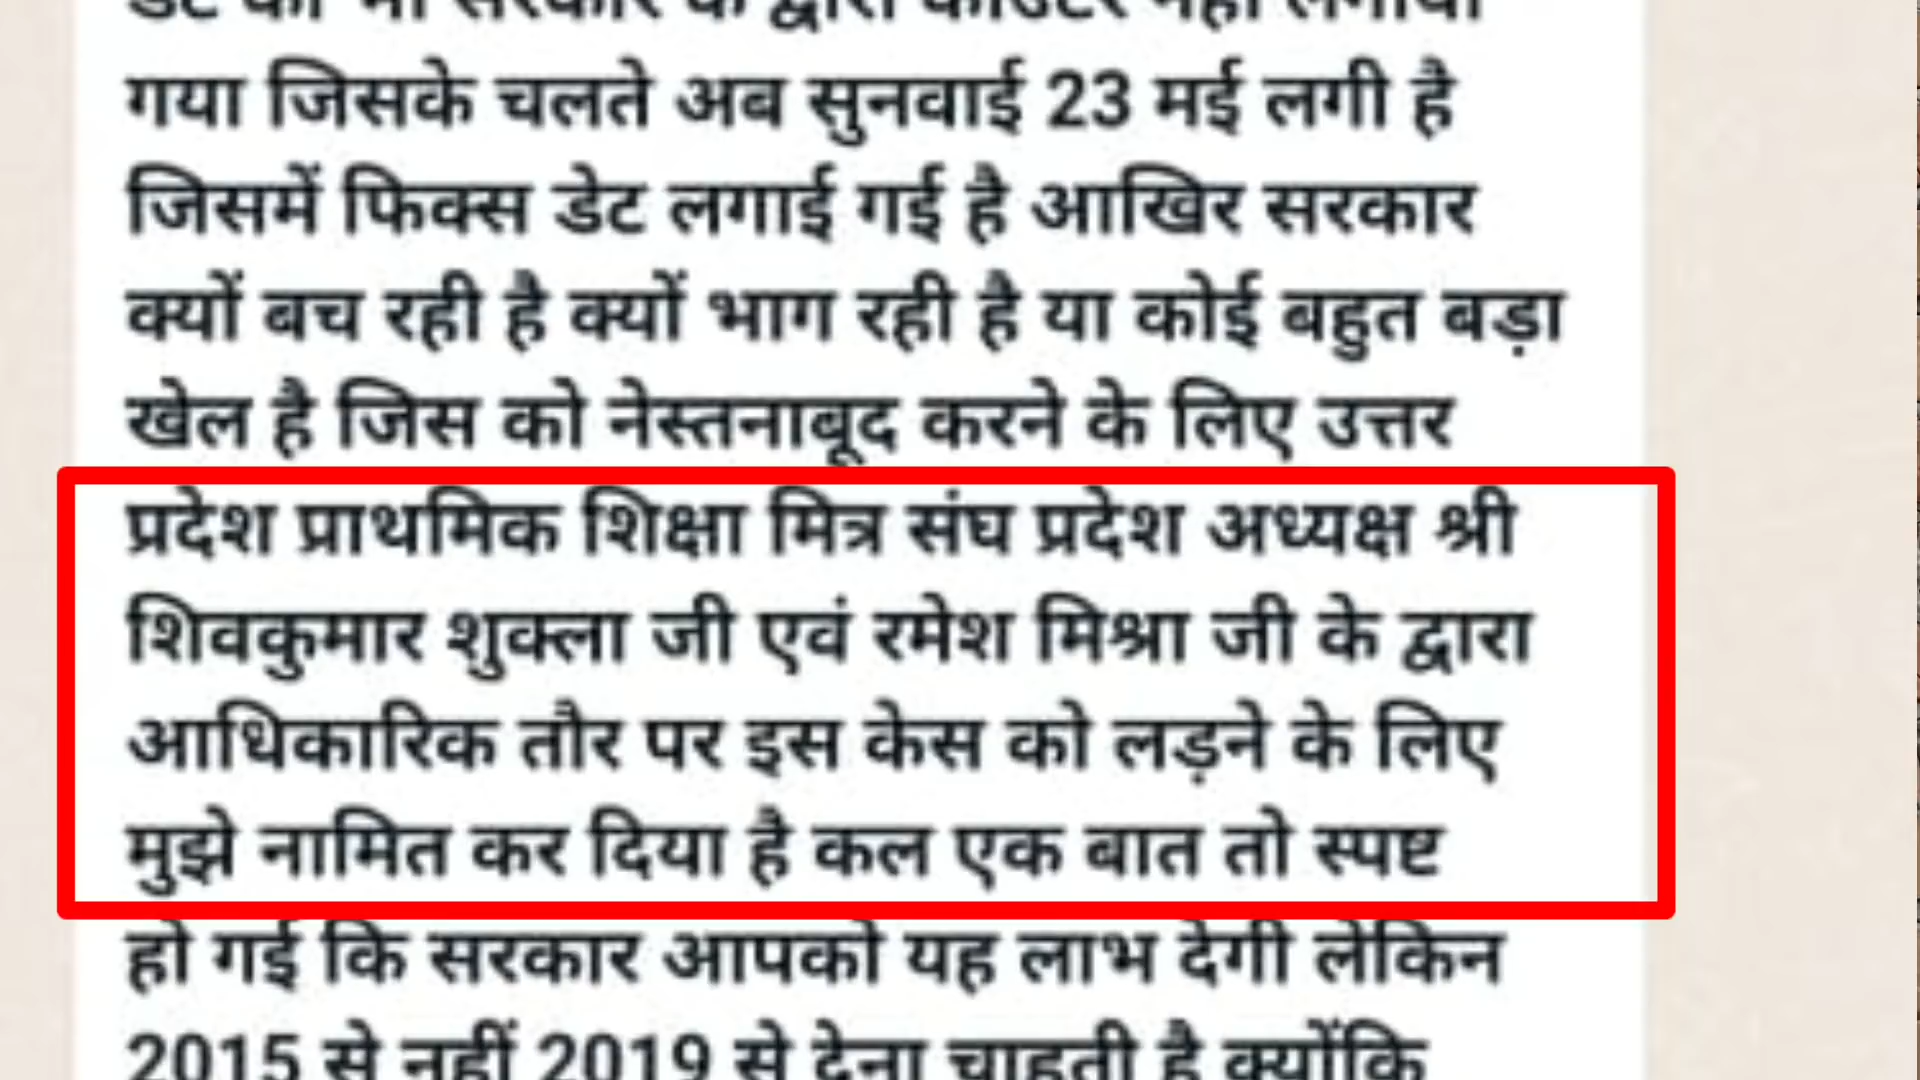 गया जिसके चलते अब सुनवाई 23 मई लगी है
जिसमें फिक्स डेट लगाई गई है आखिर सरकार
क्यों बच रही है क्यों भाग रही है या कोई बहुत बड़ा
खेल है जिस को नेस्तनाबूद करने के लिए उत्तर
प्रदेश प्राथमिक शिक्षा मित्र संघ प्रदेश अध्यक्ष श्री
शिवकुमार शुक्ला जी एवं रमेश मिश्रा जी के द्वारा
आधिकारिक तौर पर इस केस को लड़ने के लिए
मुझे नामित कर दिया है कल एक बात तो स्पष्ट
हो गई कि सरकार आपको यह लाभ देगी लेकिन
2015 से नहीं 2019 से देना चाहती है क्योंकि